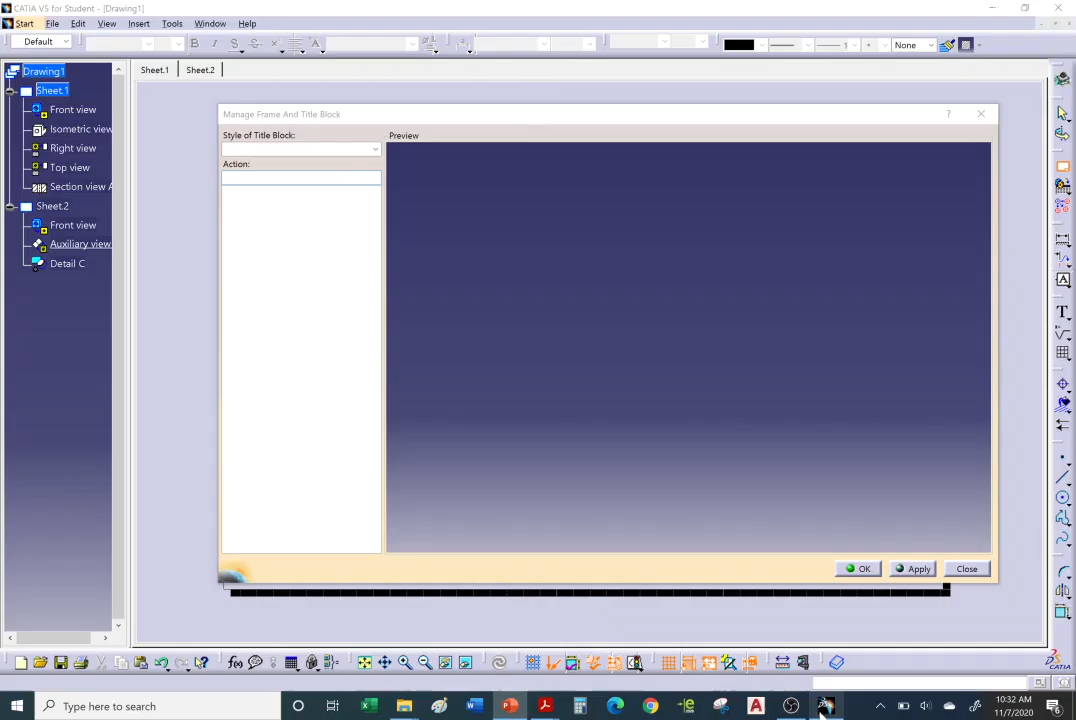 CATIA V5 for Student - [Drawing1]
Start File Edit View Insert Tools Window Help
Default
1
None
Drawing1
Sheet.1
Front view
Isometric view
Right view
Top view
Section view A
Sheet.2
Front view
Auxiliary view
Detail C
Sheet.1 Sheet.2
Manage Frame And Title Block
Style of Title Block:
Action:
Preview
OK Apply Close
CATIA
Type here to search
10:32 AM
11/7/2020